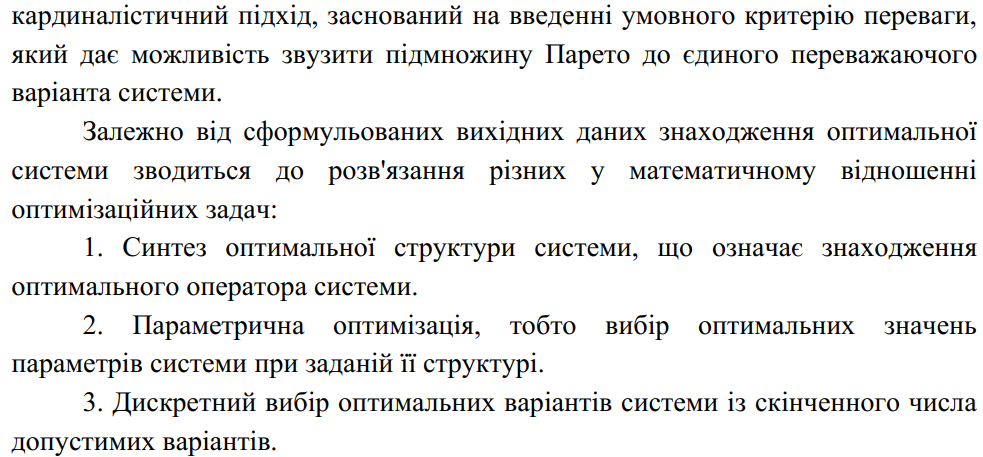 кардиналістичний підхід, заснований на введенні умовного критерію переваги,
який дає можливість звузити підмножину Парето до єдиного переважаючого
варіанта системи.
Залежно від сформульованих вихідних даних знаходження оптимальної
системи зводиться до розв'язання різних у математичному відношенні
оптимізаційних задач:
1. Синтез оптимальної структури системи, що означає знаходження
оптимального оператора системи.
2. Параметрична оптимізація, тобто вибір оптимальних значень
параметрів системи при заданій її структурі.
3. Дискретний вибір оптимальних варіантів системи із скінченного числа
допустимих варіантів.